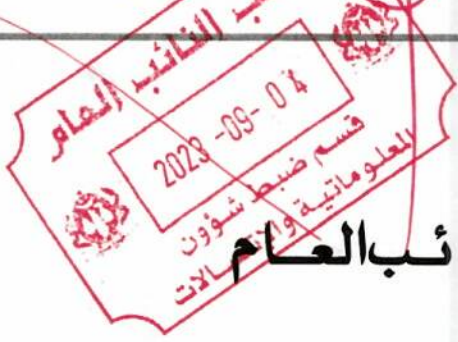 النائب العام
2023-09-04
قسم ضبط شؤون
المعلوماتية والاتصالات
ئب العام